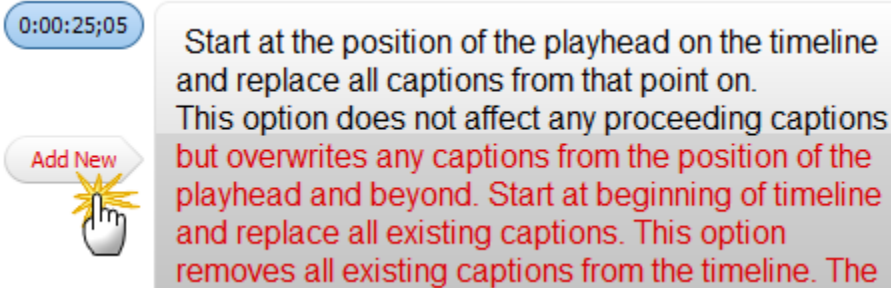 0:00:25;05
Start at the position of the playhead on the timeline
and replace all captions from that point on.
This option does not affect any proceeding captions
Add New
but overwrites any captions from the position of the
playhead and beyond. Start at beginning of timeline
and replace all existing captions. This option
removes all existing captions from the timeline. The